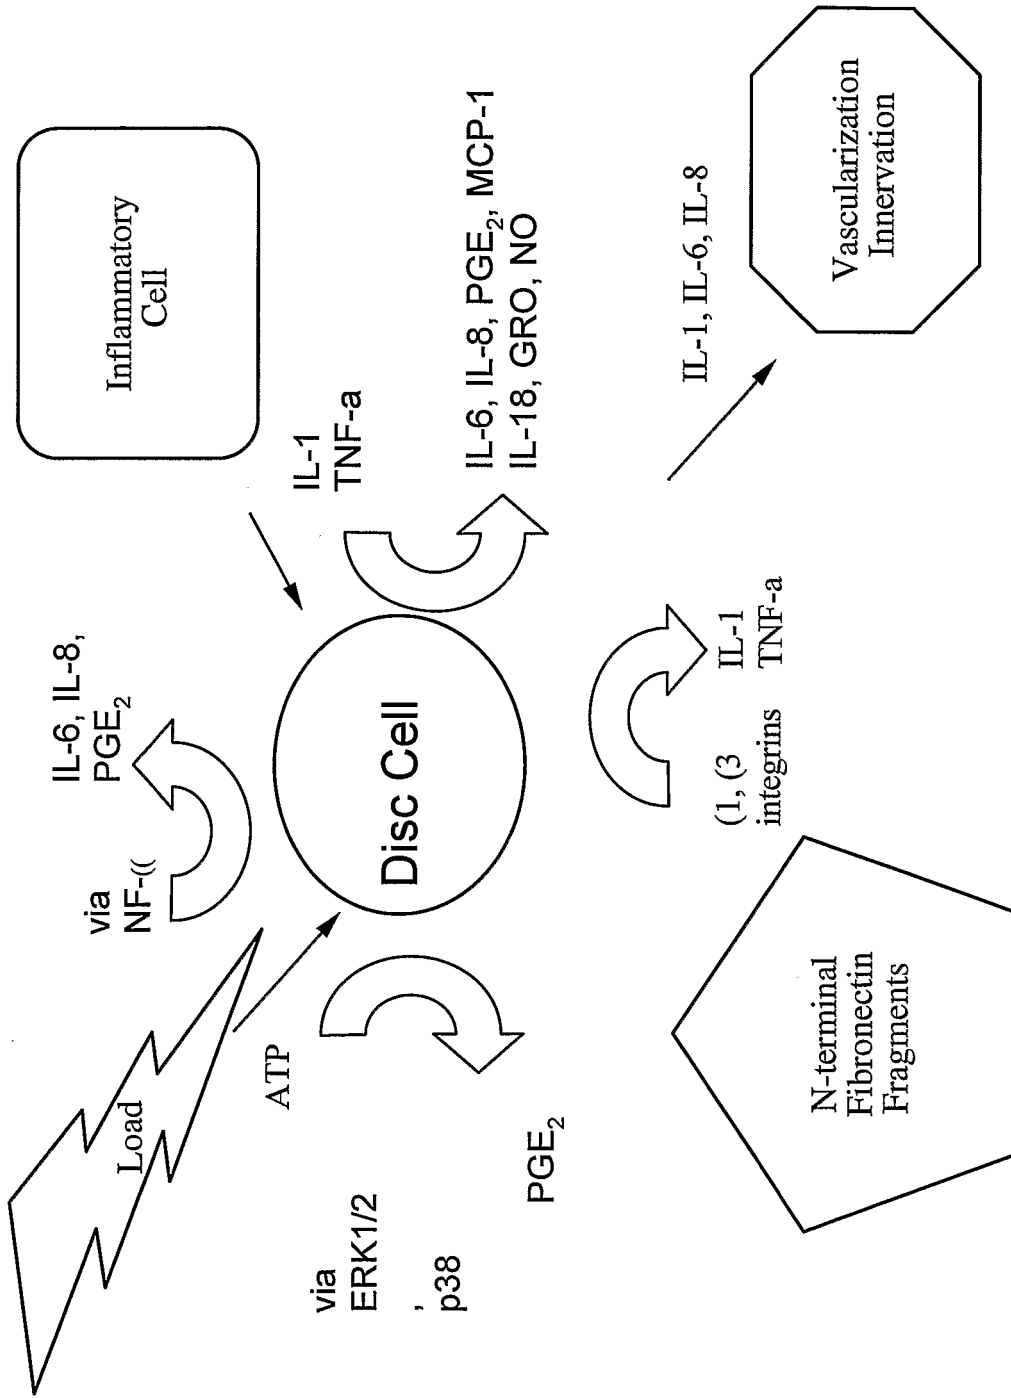 Load
ATP
via
NF-((
IL-6, IL-8,
PGE2
Inflammatory
Cell
IL-1
TNF-a
IL-6, IL-8, PGE2, MCP-1
IL-18, GRO, NO
Disc Cell
via
ERK1/2
,
p38
PGE2
N-terminal
Fibronectin
Fragments
(1, (3
integrins
IL-1
TNF-a
IL-1, IL-6, IL-8
Vascularization
Innervation